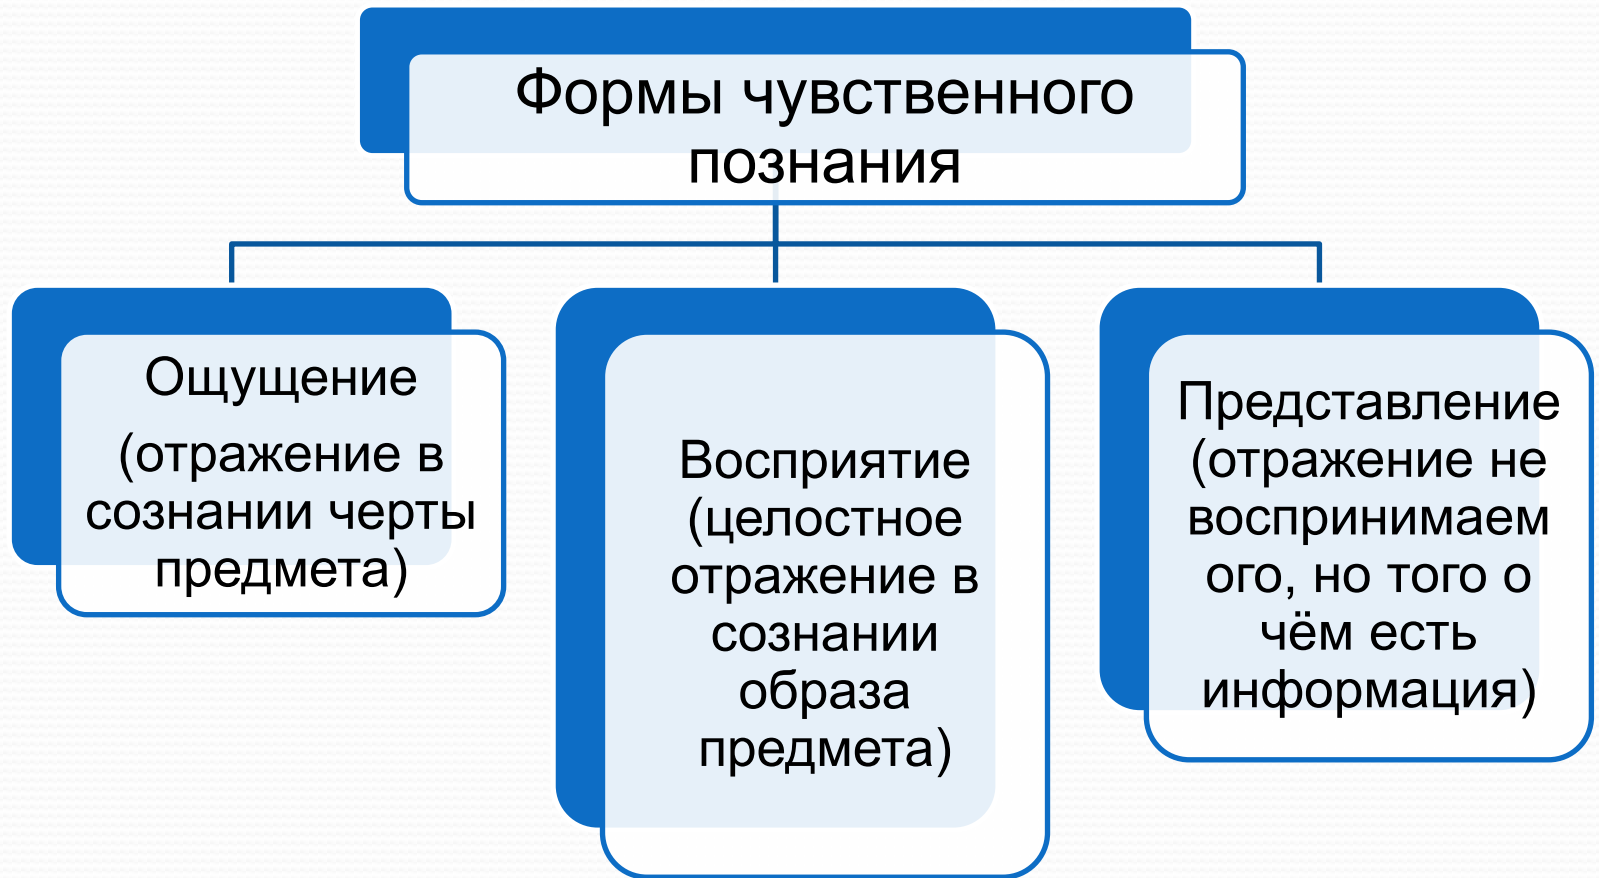 Формы чувственного
познания
Ощущение
(отражение в
сознании черты
предмета)
Восприятие
(целостное
отражение в
сознании
образа
предмета)
Представление
(отражение не
воспринимаем
ого, но того о
чём есть
информация)